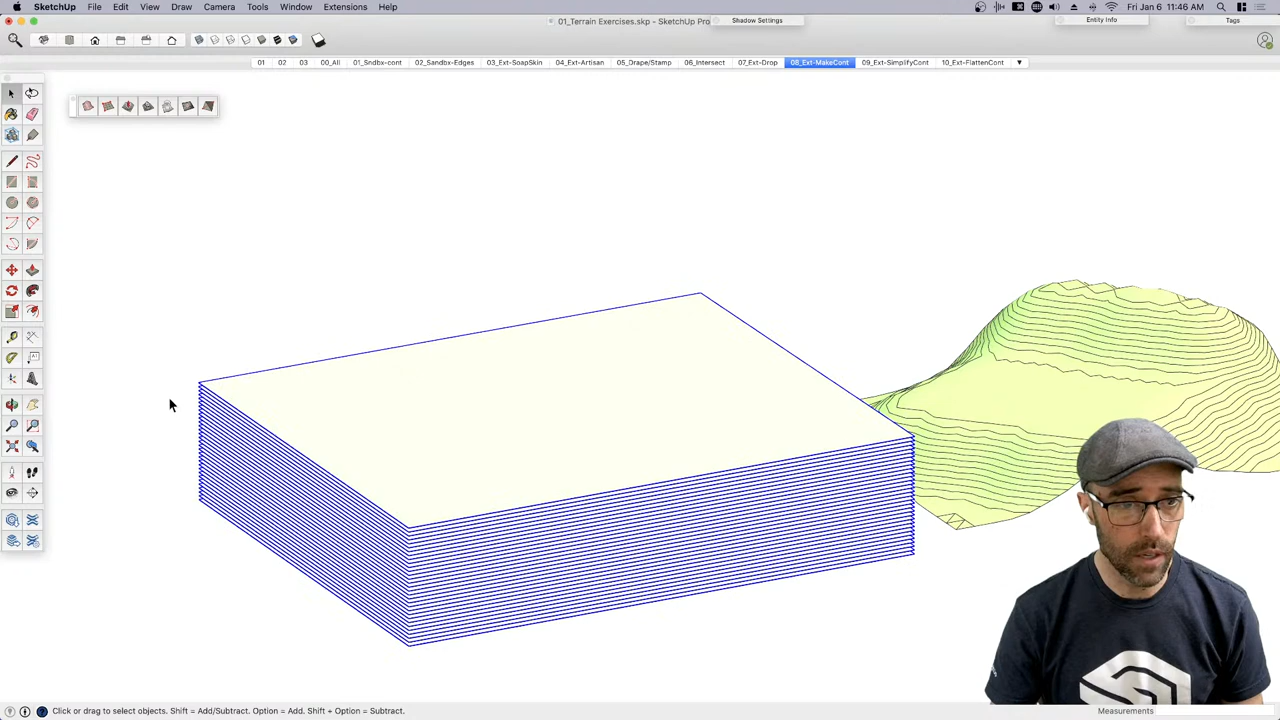 SketchUp File Edit View Draw Camera Tools Window Extensions Help
Fri Jan 6 11:46 AM
01_Terrain Exercises.skp - SketchUp Pro
Shadow Settings
Entity Info
Tags
01 02 03 00_All 01_Sndbx-cont 02_Sandbx-Edges 03_Ext-SoapSkin 04_Ext-Artisan 05_Drape/Stamp 06_Intersect 07_Ext-Drop 08_Ext-MakeCont 09_Ext-SimplifyCont 10_Ext-FlattenCont
Click or drag to select objects. Shift = Add/Subtract. Option = Add. Shift + Option = Subtract.
Measurements